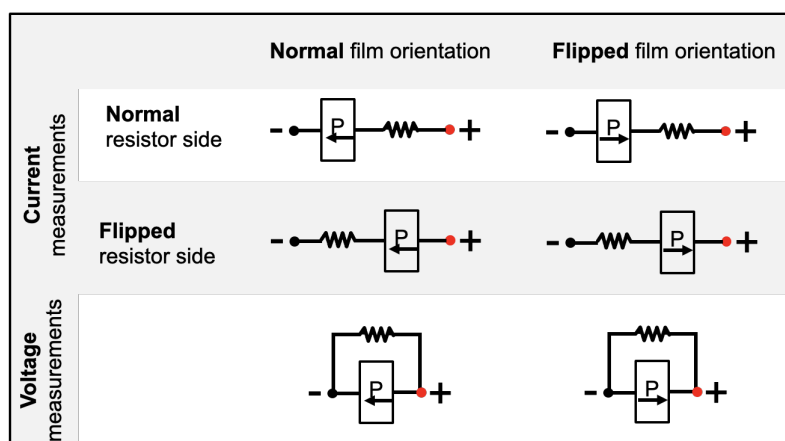 Normal film orientation
Flipped film orientation
Current
measurements
Normal
resistor side
- P +
- P +
Flipped
resistor side
- P +
- P +
Voltage
measurements
- P +
- P +